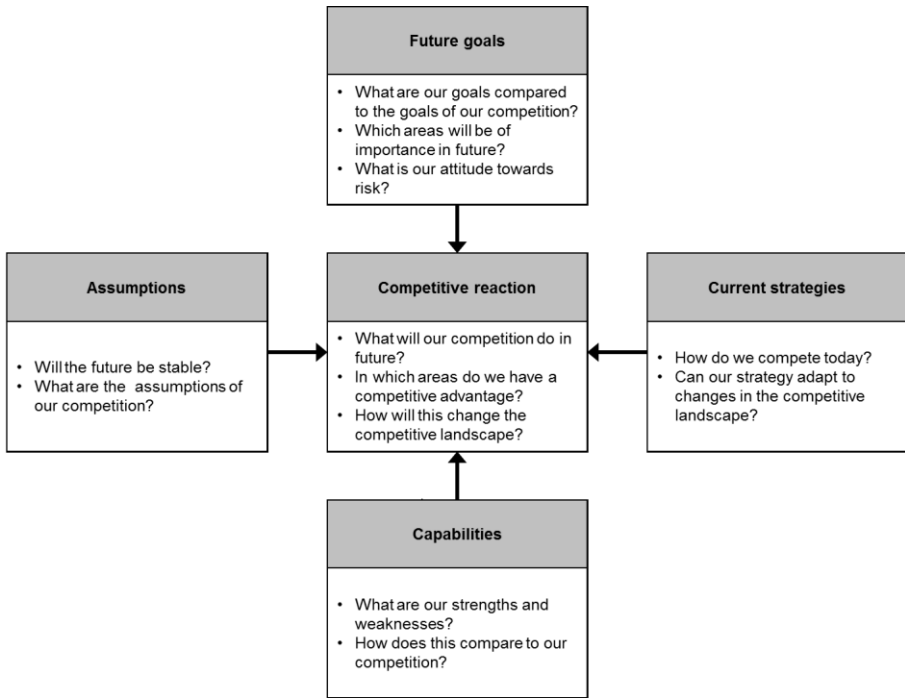 Future goals
• What are our goals compared
to the goals of our competition?
• Which areas will be of
importance in future?
• What is our attitude towards
risk?
Assumptions
• Will the future be stable?
• What are the assumptions of
our competition?
Competitive reaction
• What will our competition do in
future?
• In which areas do we have a
competitive advantage?
• How will this change the
competitive landscape?
Current strategies
• How do we compete today?
• Can our strategy adapt to
changes in the competitive
landscape?
Capabilities
• What are our strengths and
weaknesses?
• How does this compare to our
competition?